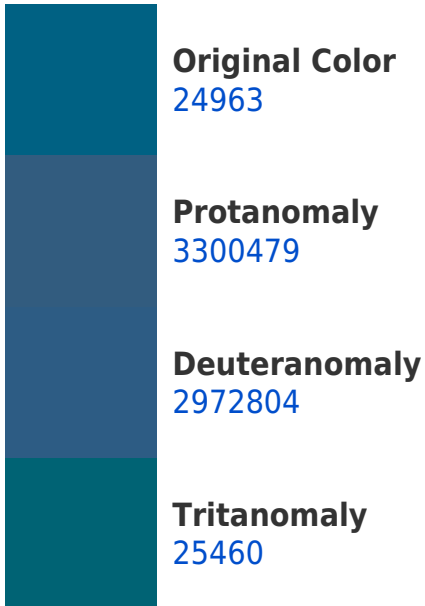 Original Color
24963
Protanomaly
3300479
Deuteranomaly
2972804
Tritanomaly
25460